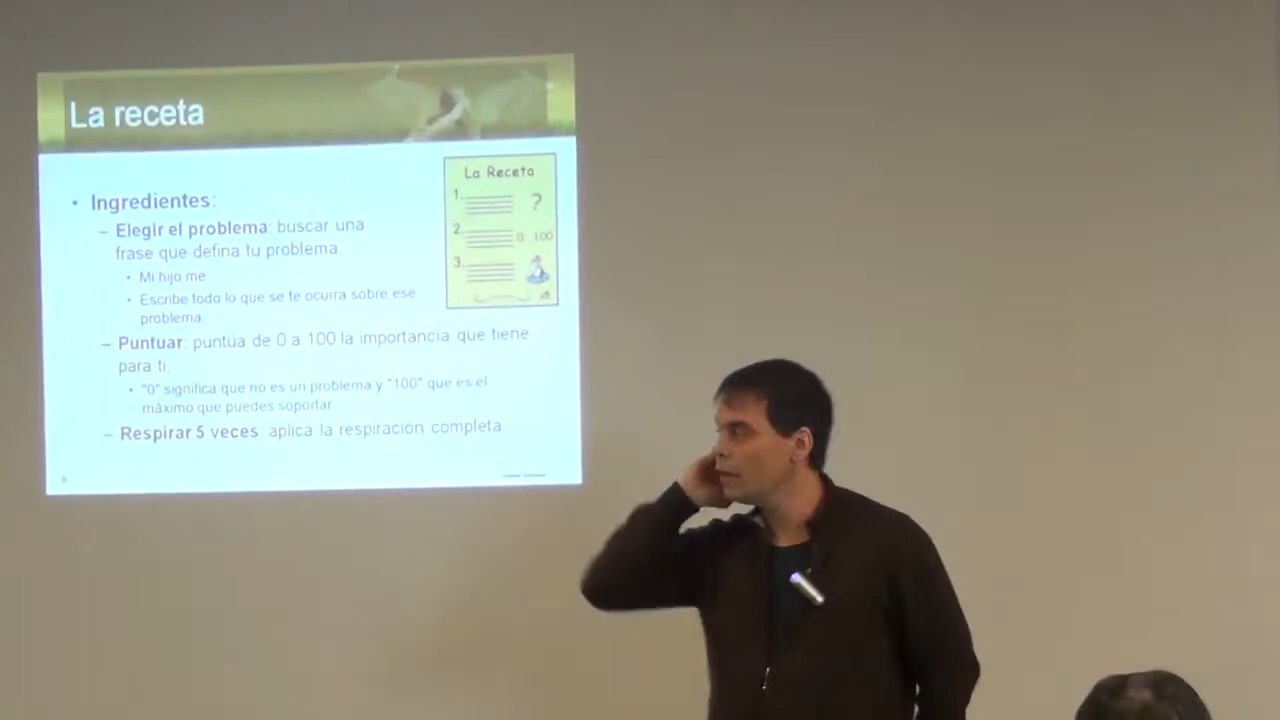 La receta
• Ingredientes:
– Elegir el problema: buscar una
frase que defina tu problema.
• Mi hijo me
• Escribe todo lo que se te ocurra sobre ese
problema
– Puntuar: puntúa de 0 a 100 la importancia que tiene
para ti.
• "0" significa que no es un problema y "100" que es el
máximo que puedes soportar
– Respirar 5 veces: aplica la respiración completa
La Receta
1. ?
2. 0 100
3.